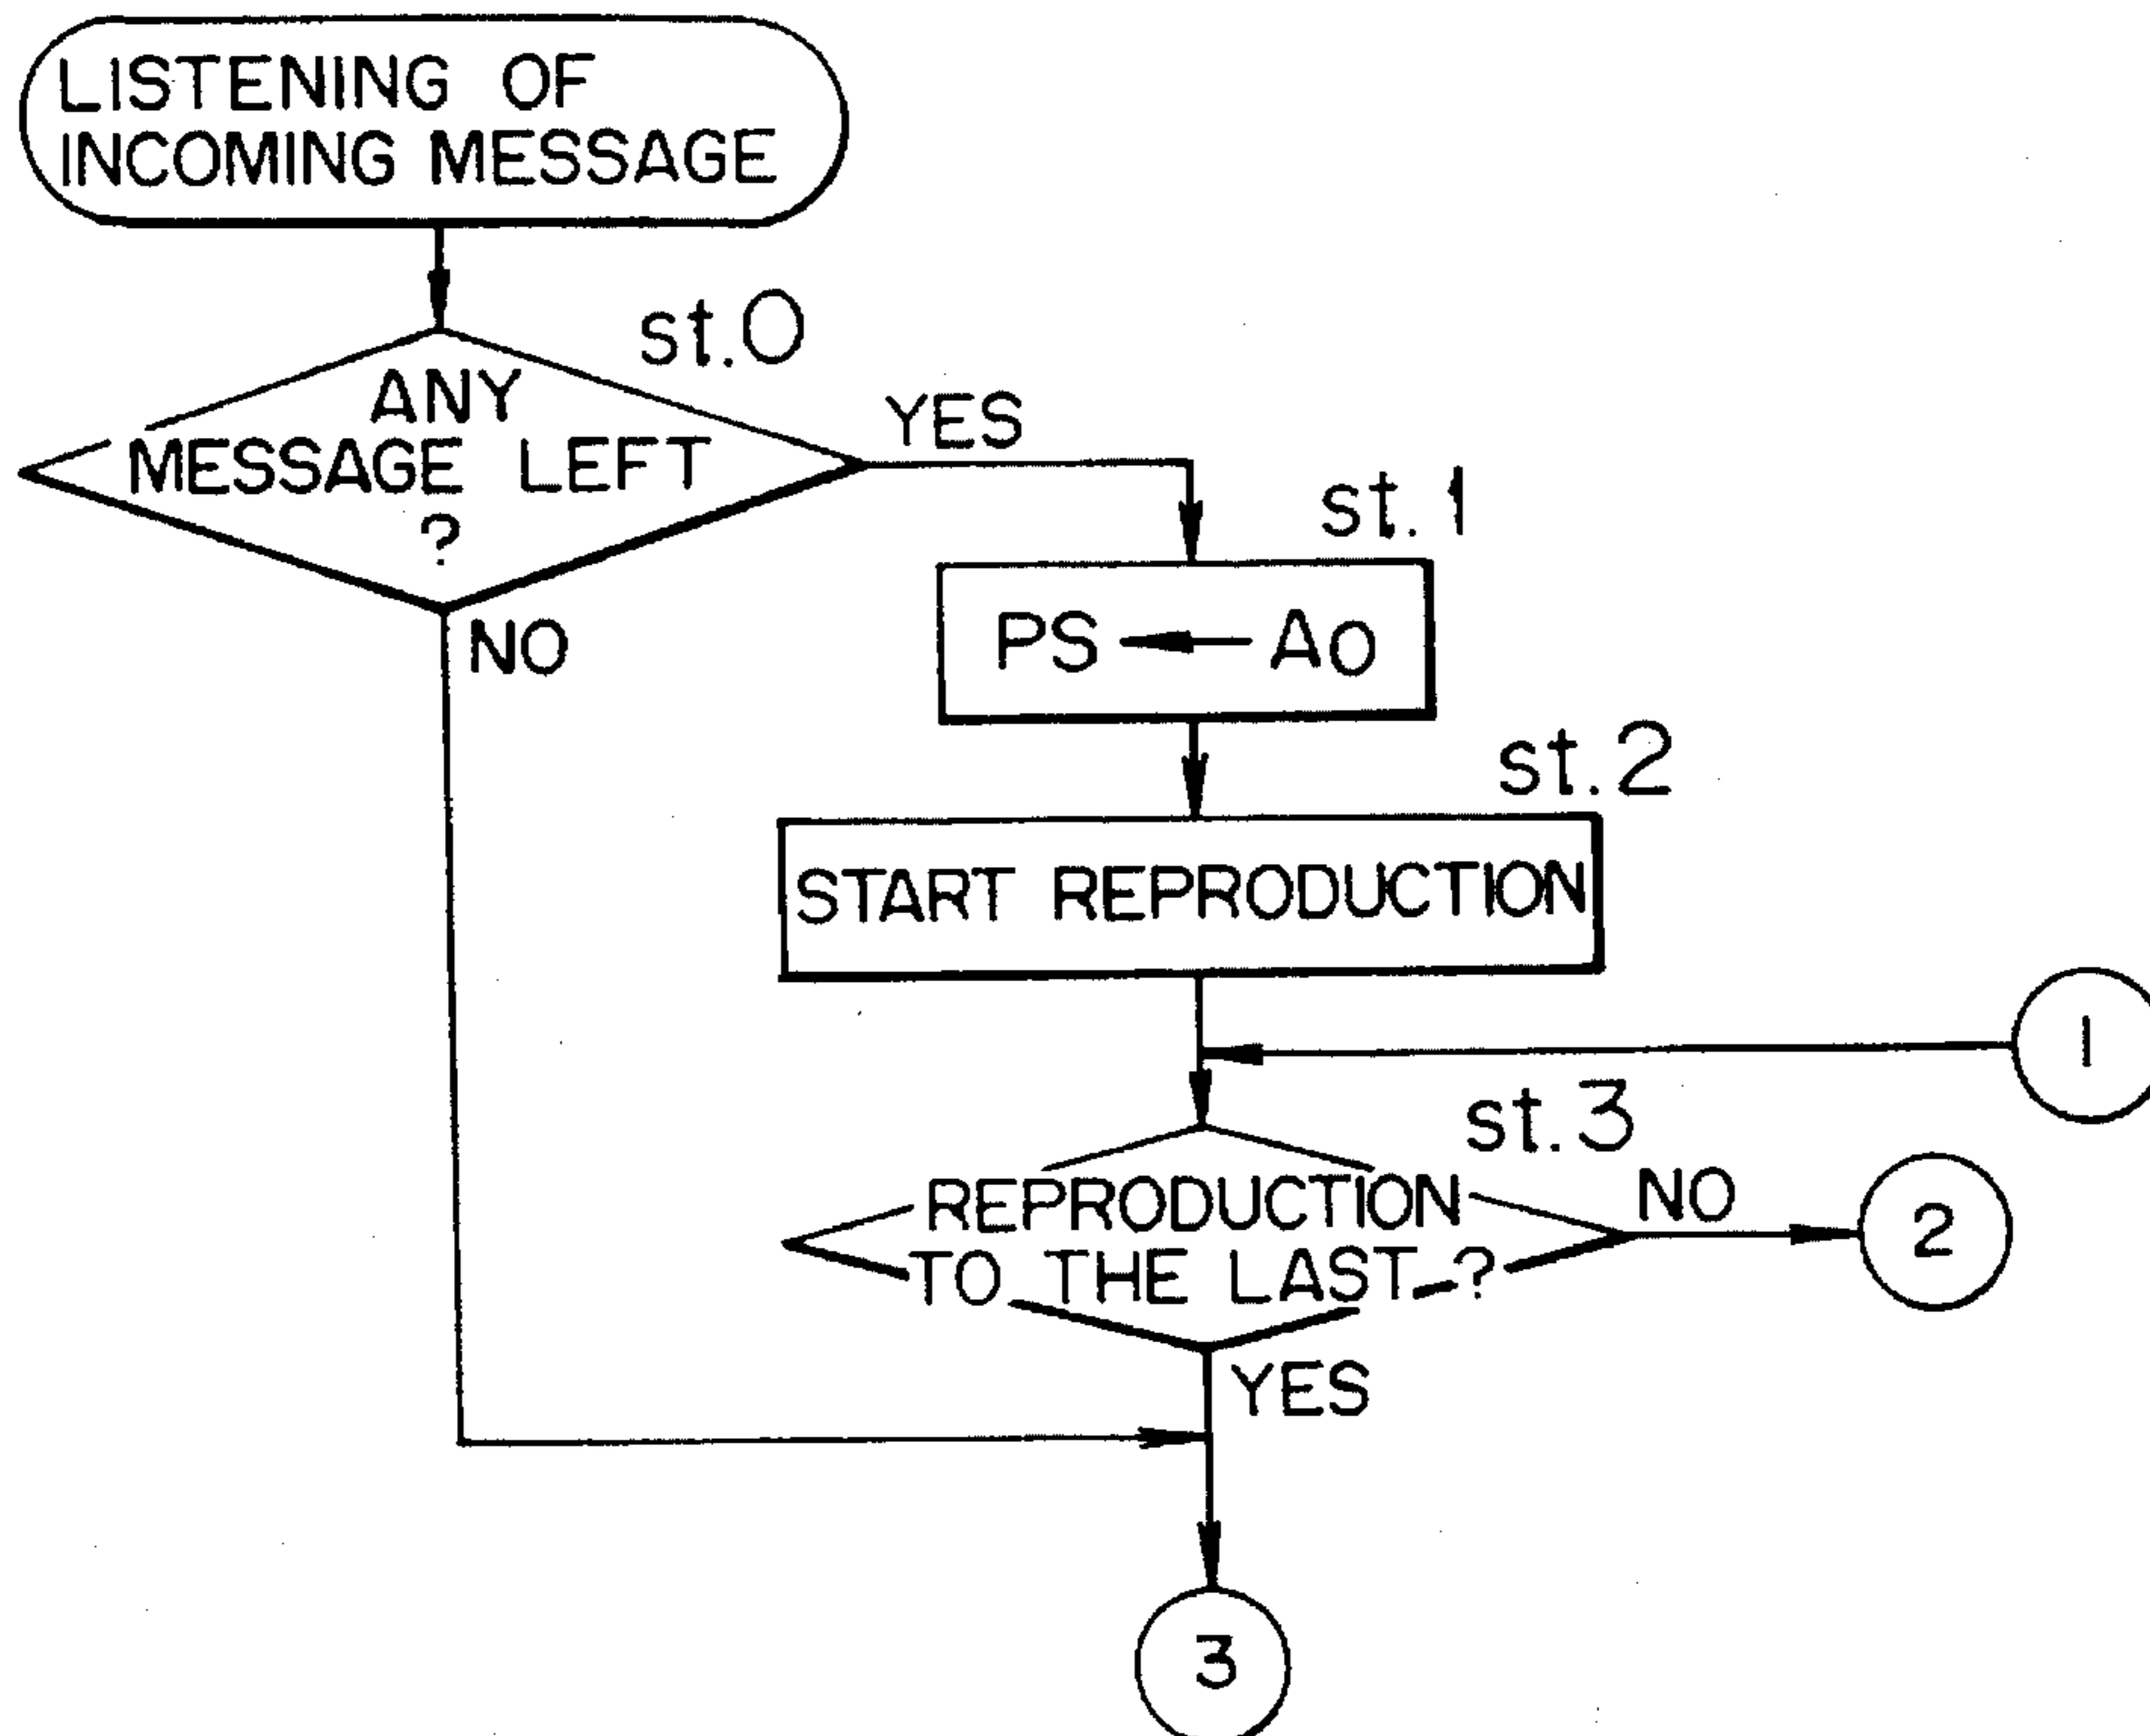 LISTENING OF
INCOMING MESSAGE
st.0
ANY
MESSAGE LEFT
?
YES
NO
st.1
PS ← A0
st.2
START REPRODUCTION
1
st.3
REPRODUCTION
TO THE LAST ?
NO
2
YES
3